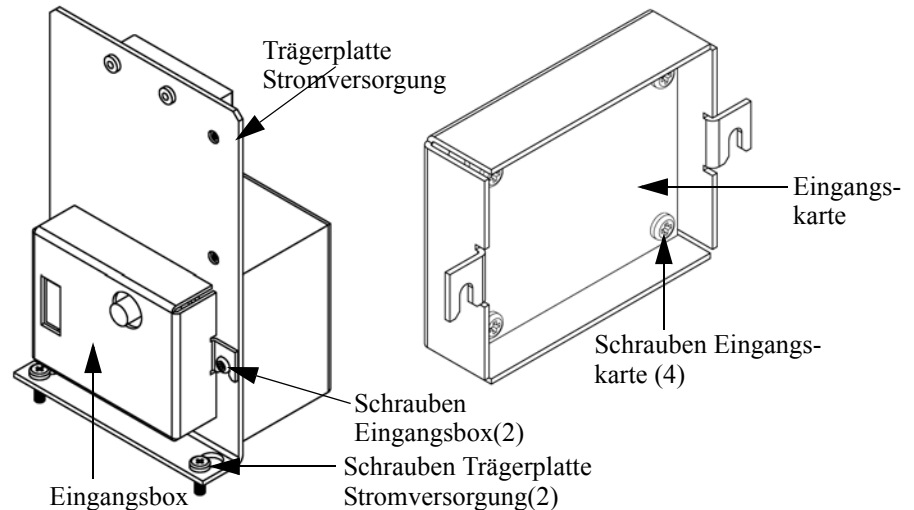 Trägerplatte
Stromversorgung
Eingangs-
karte
Schrauben Eingangs-
karte (4)
Schrauben
Eingangsbox(2)
Schrauben Trägerplatte
Stromversorgung(2)
Eingangsbox